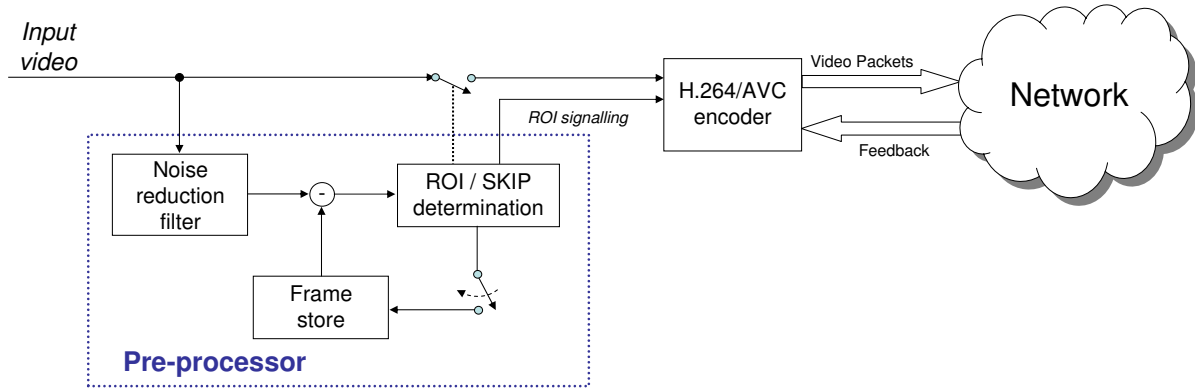 Input
video
Video Packets
H.264/AVC
encoder
Network
ROI signalling
Feedback
Noise
reduction
filter
-
ROI / SKIP
determination
Frame
store
Pre-processor